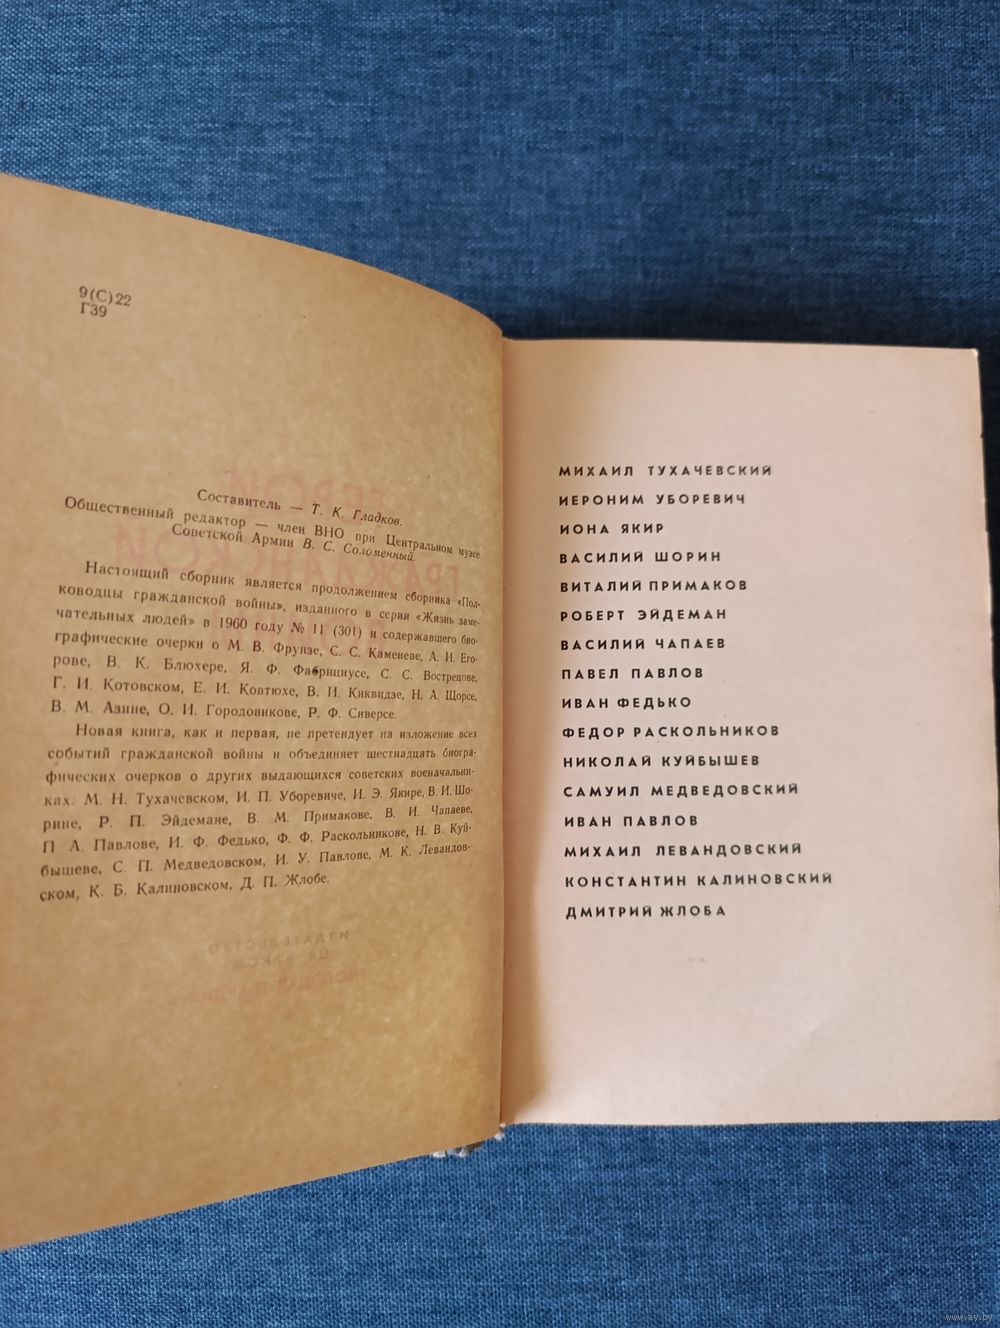 9(С)22
Г39
Составитель — Т. К. Гладков.
Общественный редактор — член ВНО при Центральном музее
Советской Армии В. С. Соломенный.
Настоящий сборник является продолжением сборника «Пол-
ководцы гражданской войны», изданного в серии «Жизнь заме-
чательных людей» в 1960 году № 11 (301) и содержавшего био-
графические очерки о М. В. Фрунзе, С. С. Каменеве, А. И. Его-
рове, В. К. Блюхере, Я. Ф. Фабрициусе, С. С. Вострецове,
Г. И. Котовском, Е. И. Ковтюхе, В. И. Киквидзе, Н. А. Щорсе,
В. М. Азине, О. И. Городовикове, Р. Ф. Сиверсе.
Новая книга, как и первая, не претендует на изложение всех
событий гражданской войны и объединяет шестнадцать биогра-
фических очерков о других выдающихся советских военачальни-
ках: М. Н. Тухачевском, И. П. Уборевиче, И. Э. Якире, В. И. Шо-
рине, Р. П. Эйдемане, В. М. Примакове, В. И. Чапаеве,
П А. Павлове, И. Ф. Федько, Ф. Ф. Раскольникове, Н. В. Куй-
бышеве, С. П. Медведовском, И. У. Павлове, М. К. Левандов-
ском, К. Б. Калиновском, Д. П. Жлобе.
ГЕРОИ
ГРАЖДАНСКОЙ
ИЗДАТЕЛЬСТВО
МИХАИЛ ТУХАЧЕВСКИЙ
ИЕРОНИМ УБОРЕВИЧ
ИОНА ЯКИР
ВАСИЛИЙ ШОРИН
ВИТАЛИЙ ПРИМАКОВ
РОБЕРТ ЭЙДЕМАН
ВАСИЛИЙ ЧАПАЕВ
ПАВЕЛ ПАВЛОВ
ИВАН ФЕДЬКО
ФЕДОР РАСКОЛЬНИКОВ
НИКОЛАЙ КУЙБЫШЕВ
САМУИЛ МЕДВЕДОВСКИЙ
ИВАН ПАВЛОВ
МИХАИЛ ЛЕВАНДОВСКИЙ
КОНСТАНТИН КАЛИНОВСКИЙ
ДМИТРИЙ ЖЛОБА
www.ay.by